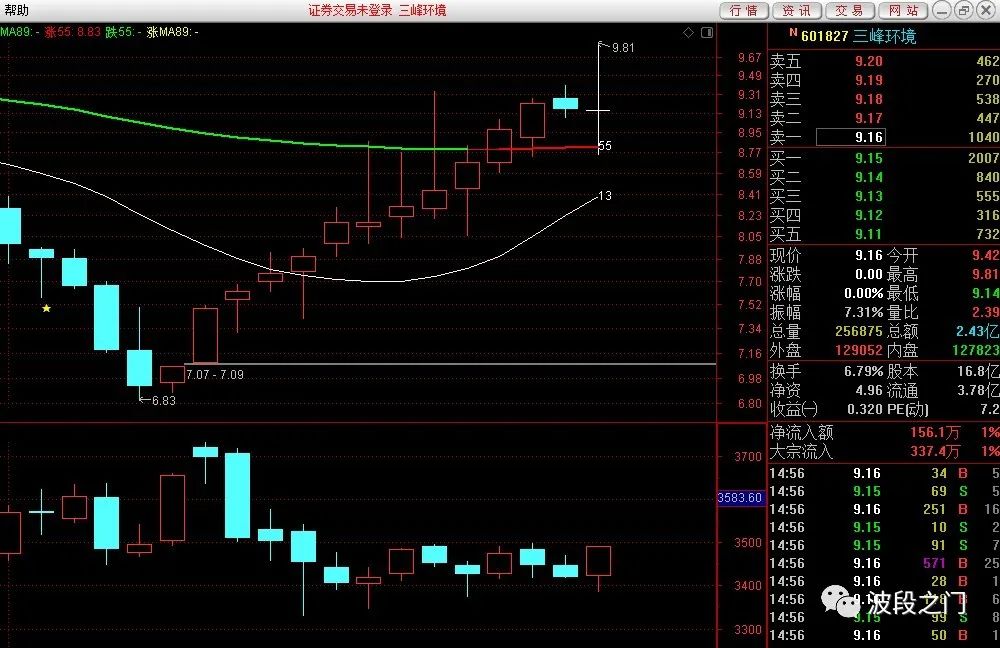 帮助
证券交易未登录 三峰环境
行情 资讯 交易 网站
MA89: - 涨55: 8.83 跌55: - 涨MA89: -
9.81
55
13
7.07 - 7.09
←6.83
9.67
9.49
9.31
9.13
8.95
8.77
8.59
8.41
8.23
8.05
7.88
7.70
7.52
7.34
7.16
6.98
6.80
3700
3583.60
3500
3400
3300
N 601827 三峰环境
卖五 9.20 462
卖四 9.19 270
卖三 9.18 538
卖二 9.17 447
卖一 9.16 1040
买一 9.15 2007
买二 9.14 840
买三 9.13 555
买四 9.12 316
买五 9.11 732
现价 9.16 今开 9.42
涨跌 0.00 最高 9.81
涨幅 0.00% 最低 9.14
振幅 7.31% 量比 2.39
总量 256875 总额 2.43亿
外盘 129052 内盘 127823
换手 6.79% 股本 16.8亿
净资 4.96 流通 3.78亿
收益㈠ 0.320 PE(动) 7.2
净流入额 156.1万 1%
大宗流入 337.4万 1%
14:56 9.16 34 B 5
14:56 9.15 69 S 5
14:56 9.16 251 B 16
14:56 9.15 10 S 2
14:56 9.15 91 S 7
14:56 9.16 571 B 25
14:56 9.16 28 B 1
14:56 9.16 B 6
14:56 9.15 99 S 8
14:56 9.16 50 B 1
波段之门